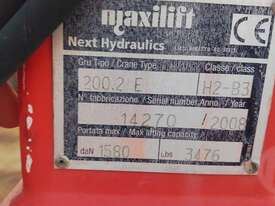 maxilift
Next Hydraulics
Gru Tipo / Crane Type Classe / class
200.2 E H2-B3
N° fabbricazione / Serial number Anno / Year
14270 / 2008
Portata max / Max lifting capacity
daN 1580 Lbs 3476